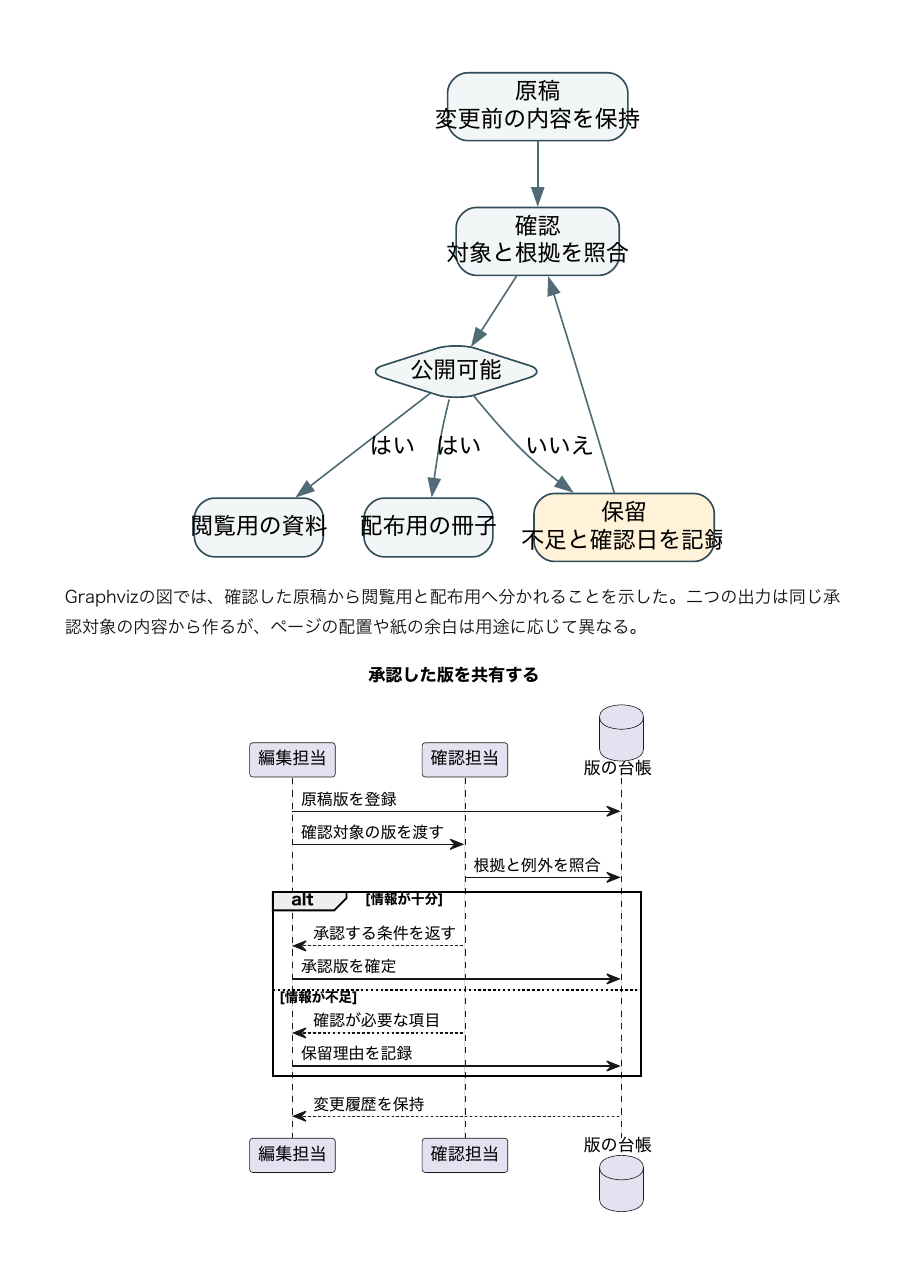 原稿
変更前の内容を保持
確認
対象と根拠を照合
公開可能
はい
はい
いいえ
閲覧用の資料
配布用の冊子
保留
不足と確認日を記録
Graphvizの図では、確認した原稿から閲覧用と配布用へ分かれることを示した。二つの出力は同じ承
認対象の内容から作るが、ページの配置や紙の余白は用途に応じて異なる。
承認した版を共有する
編集担当
確認担当
版の台帳
原稿版を登録
確認対象の版を渡す
根拠と例外を照合
alt
[情報が十分]
承認する条件を返す
承認版を確定
[情報が不足]
確認が必要な項目
保留理由を記録
変更履歴を保持
編集担当
確認担当
版の台帳